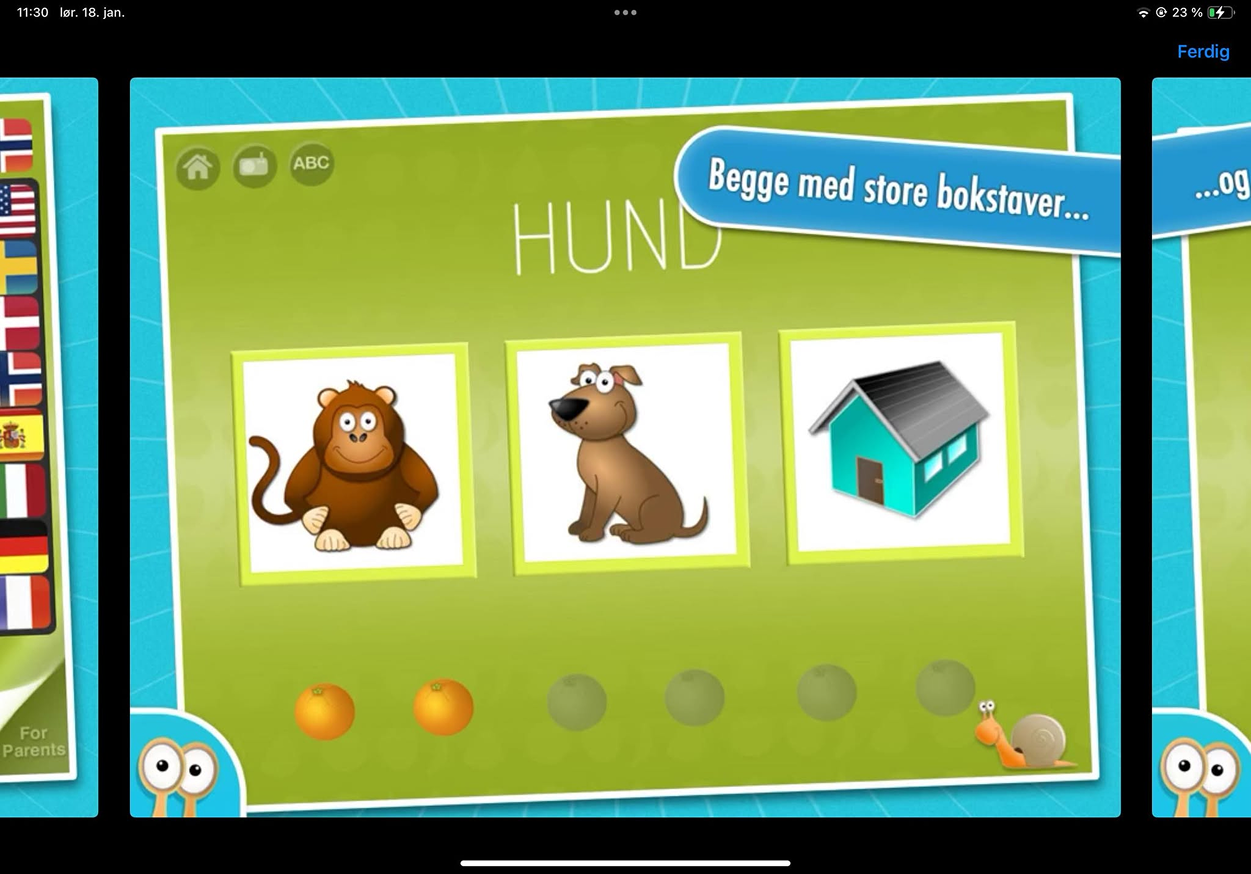 11:30 lør. 18. jan.
23 %
Ferdig
ABC
Begge med store bokstaver...
...og
HUND
For
Parents